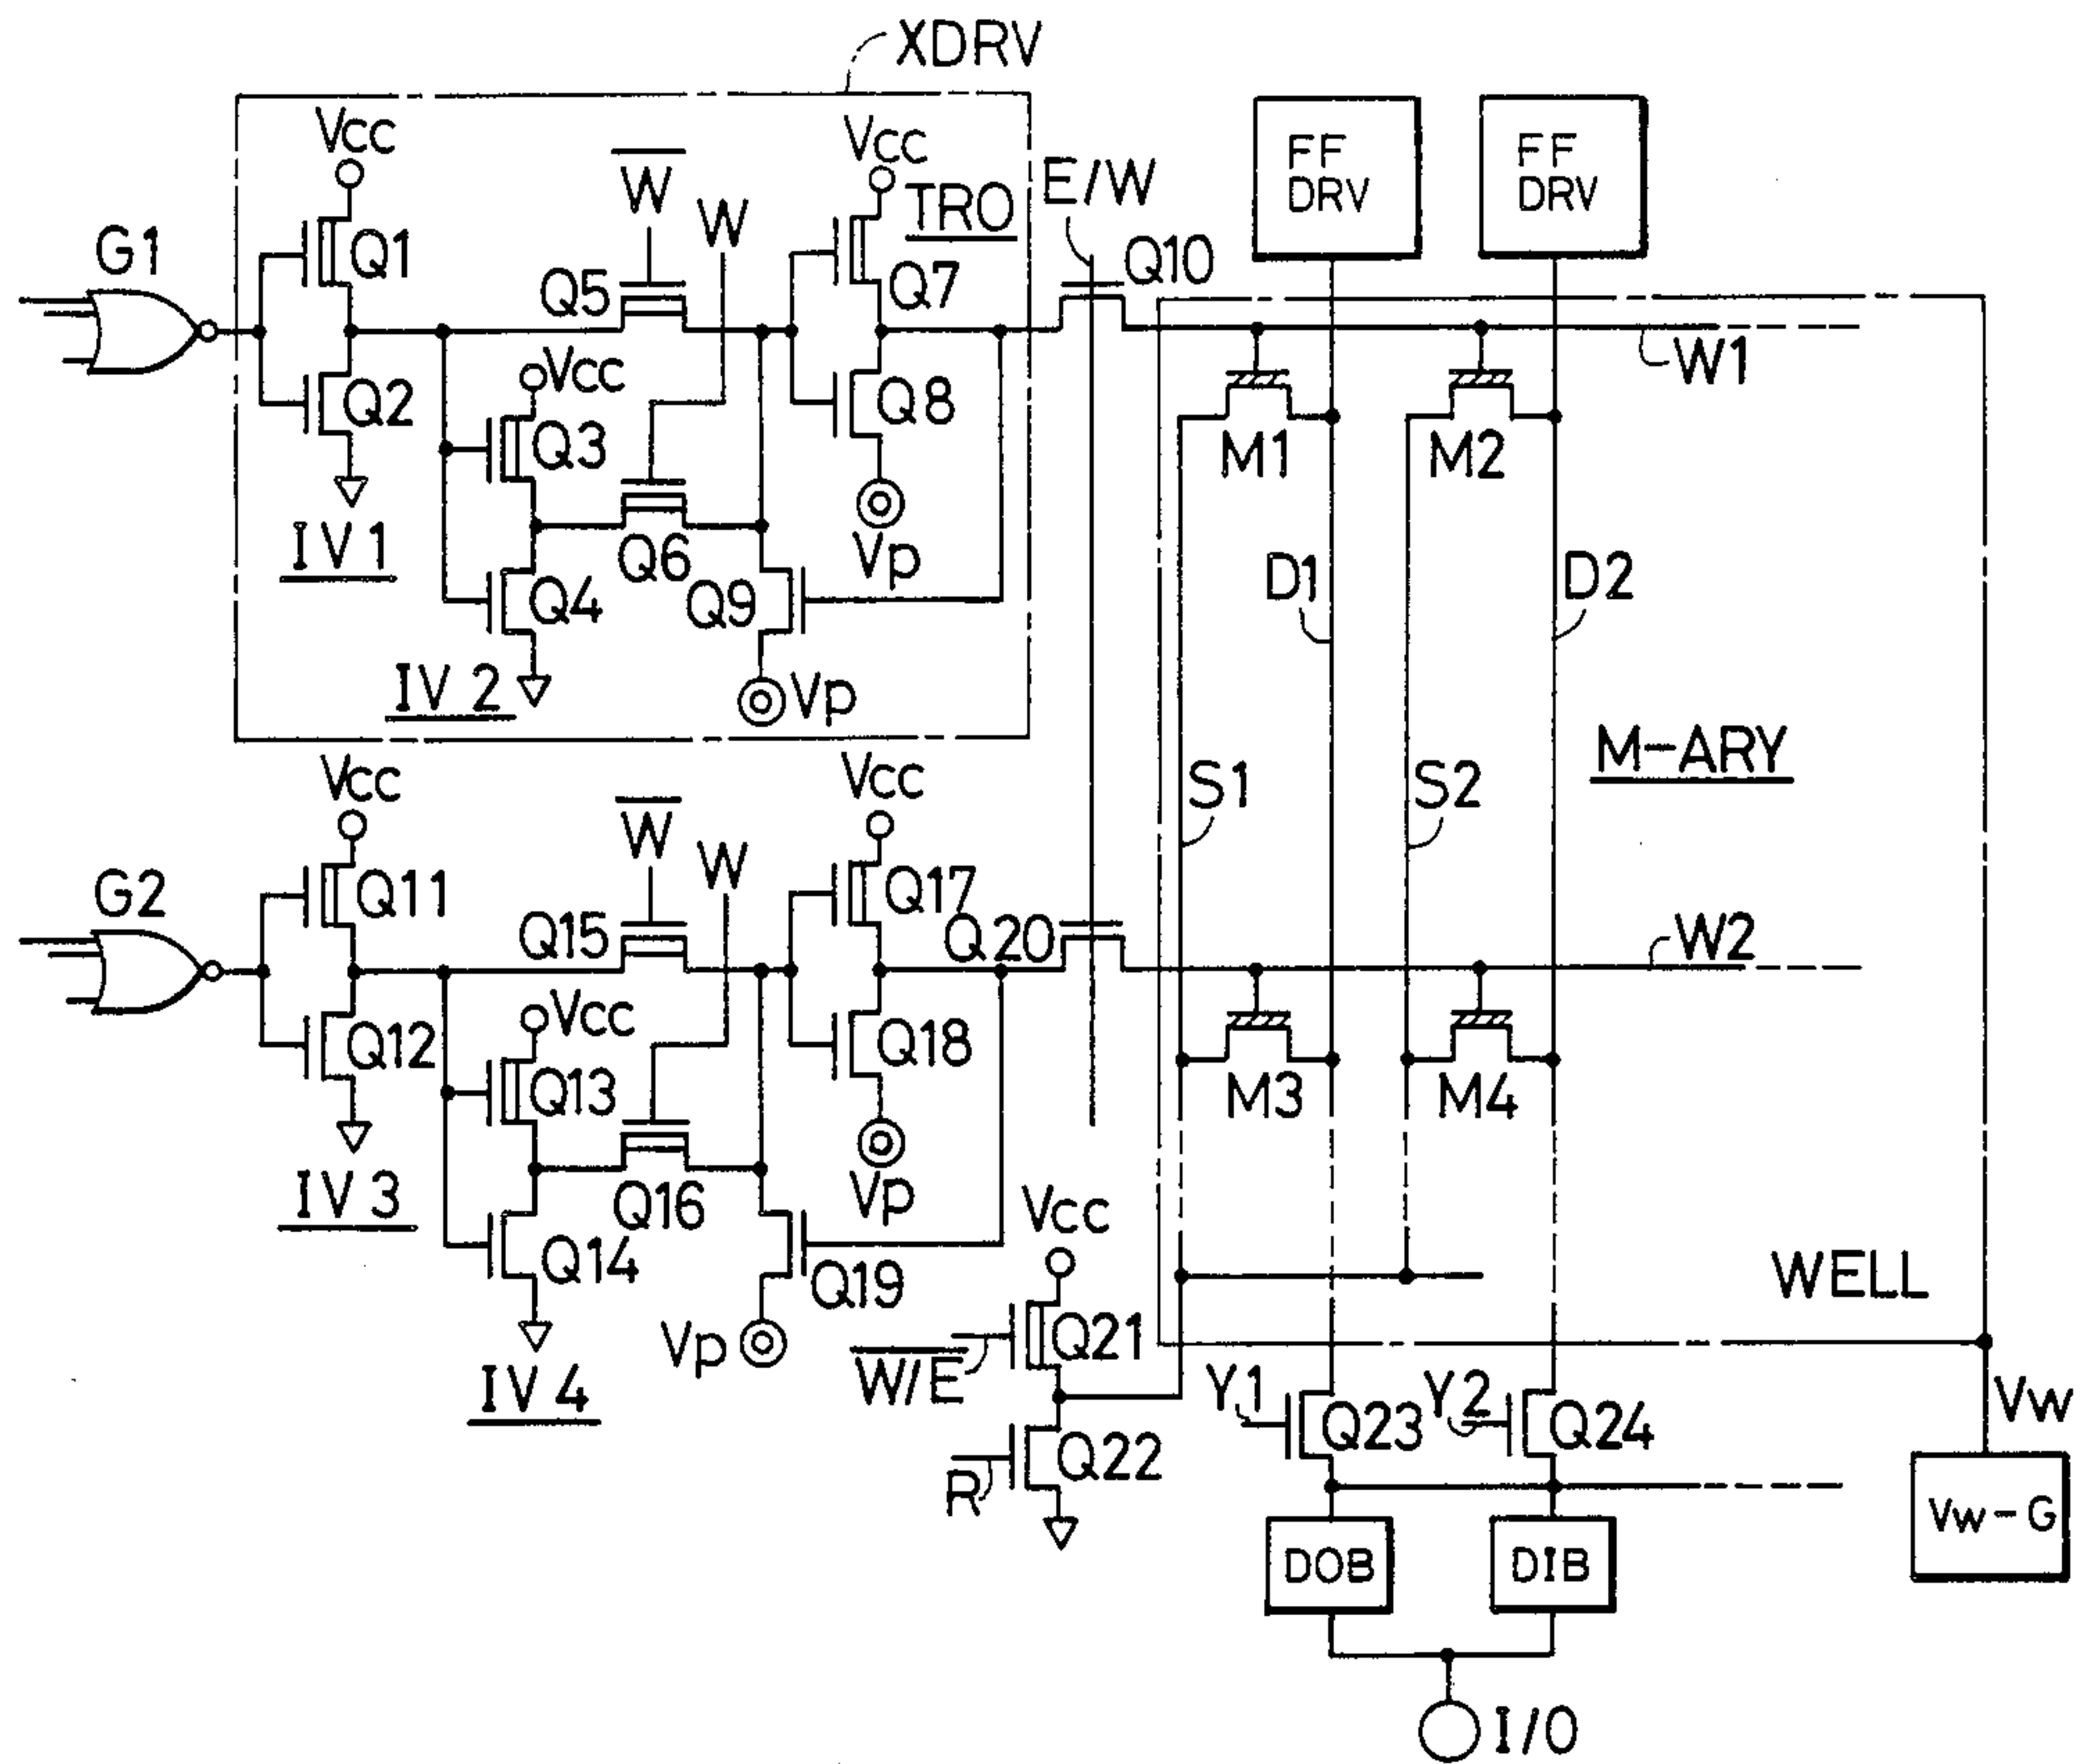 XDRV
Vcc
Vcc
W̅
W
TRO
E/W
FF
DRV
FF
DRV
G1
Q1
Q5
Q7
Q10
W1
Q2
Vcc
Q3
Q8
M1
M2
IV1
Q6
Vp
Q4
Q9
D1
D2
IV2
Vp
M-ARY
S1
S2
Vcc
Vcc
W̅
W
G2
Q11
Q15
Q17
Q20
W2
Q12
Vcc
Q13
Q18
M3
M4
IV3
Q16
Vp
Q14
Q19
Vcc
WELL
Vp
W̅/̅E̅
Q21
IV4
Y1
Q23
Y2
Q24
Vw
R
Q22
DOB
DIB
Vw-G
I/O